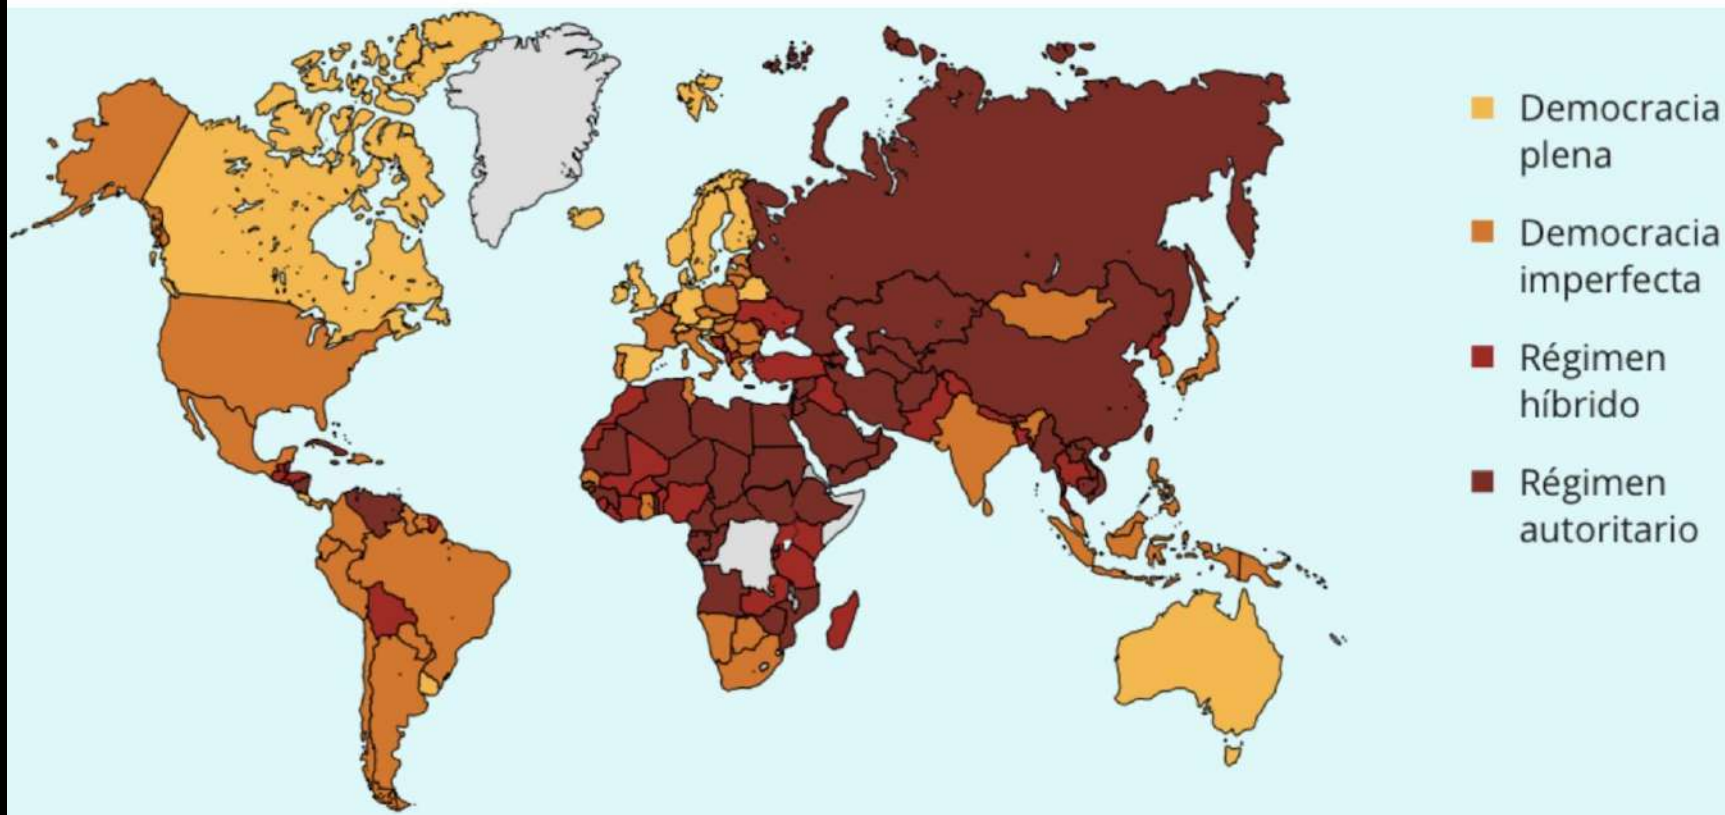 Democracia
plena
Democracia
imperfecta
Régimen
híbrido
Régimen
autoritario